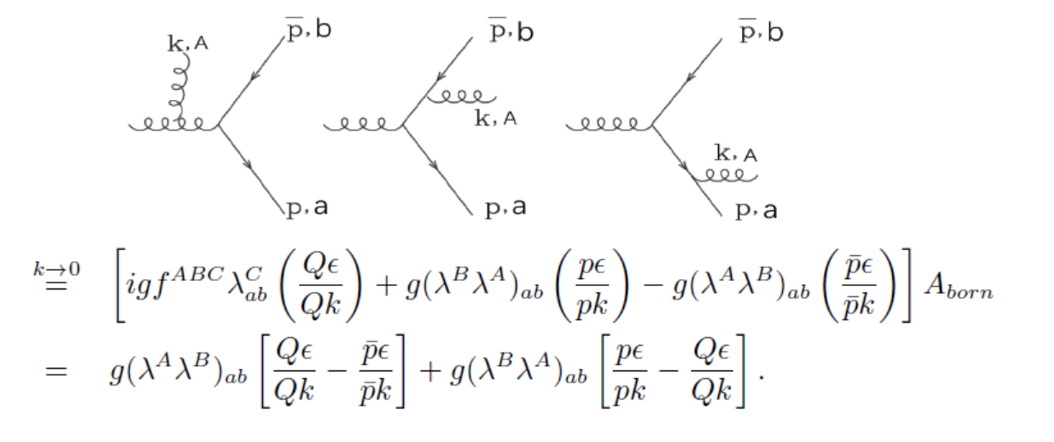 k, A
p̄, b
p, a
p̄, b
k, A
p, a
p̄, b
k, A
p, a
k→0
= [igf^{ABC} λ^C_{ab} (Qϵ/Qk) + g(λ^B λ^A)_{ab} (pϵ/pk) − g(λ^A λ^B)_{ab} (p̄ϵ/p̄k)] A_{born}
= g(λ^A λ^B)_{ab} [Qϵ/Qk − p̄ϵ/p̄k] + g(λ^B λ^A)_{ab} [pϵ/pk − Qϵ/Qk] .